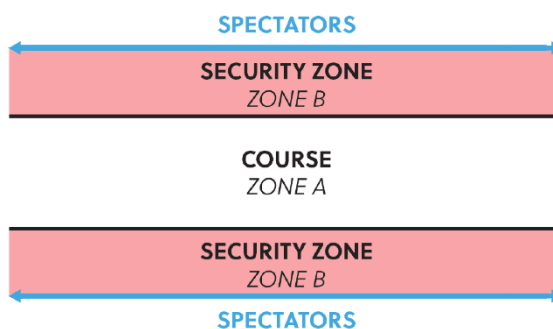 SPECTATORS
SECURITY ZONE
ZONE B
COURSE
ZONE A
SECURITY ZONE
ZONE B
SPECTATORS